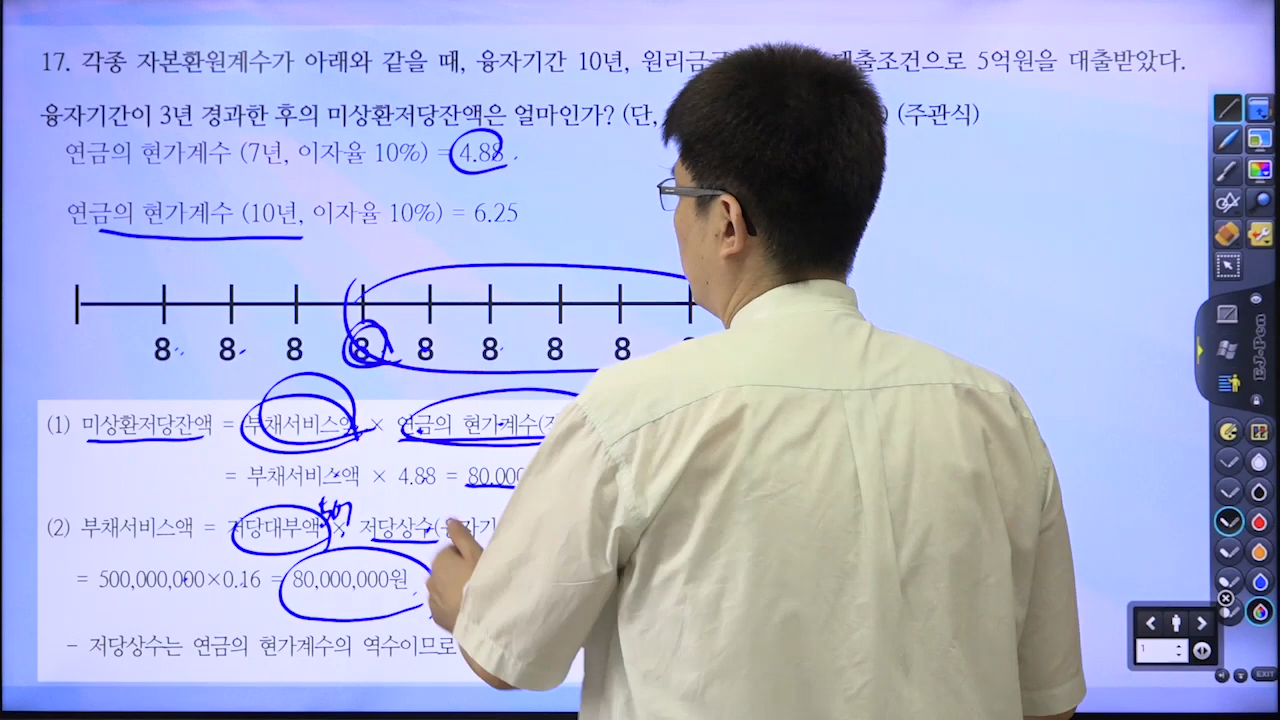 17. 각종 자본환원계수가 아래와 같을 때, 융자기간 10년, 원리금 대출조건으로 5억원을 대출받았다.
융자기간이 3년 경과한 후의 미상환저당잔액은 얼마인가? (단, (주관식)
연금의 현가계수 (7년, 이자율 10%) = 4.88
연금의 현가계수 (10년, 이자율 10%) = 6.25
8 8 8 8 8 8 8 8
(1) 미상환저당잔액 = 부채서비스액 × 연금의 현가계수(
= 부채서비스액 × 4.88 = 80,000
(2) 부채서비스액 = 저당대부액 × 저당상수(융자기
= 500,000,000×0.16 = 80,000,000원
- 저당상수는 연금의 현가계수의 역수이므로
1
EJ-Pen
EXIT